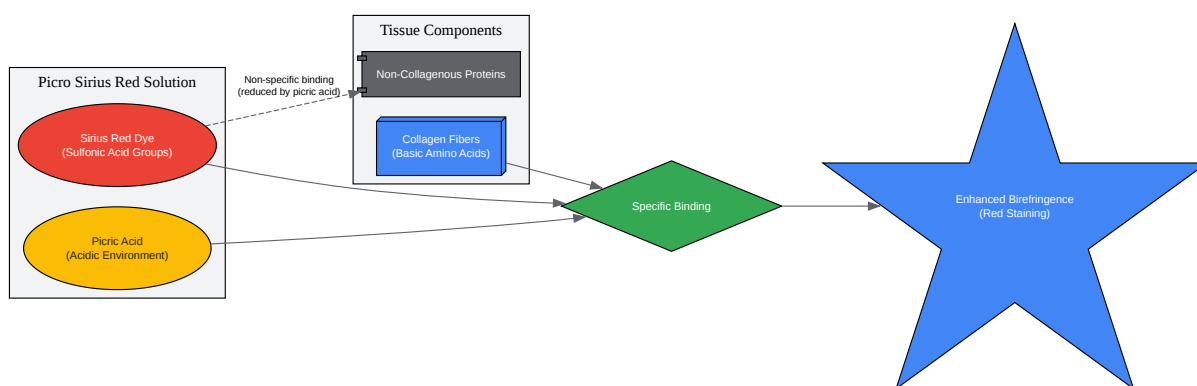 Picro Sirius Red Solution
Sirius Red Dye
(Sulfonic Acid Groups)
Picric Acid
(Acidic Environment)
Non-specific binding
(reduced by picric acid)
Tissue Components
Non-Collagenous Proteins
Collagen Fibers
(Basic Amino Acids)
Specific Binding
Enhanced Birefringence
(Red Staining)